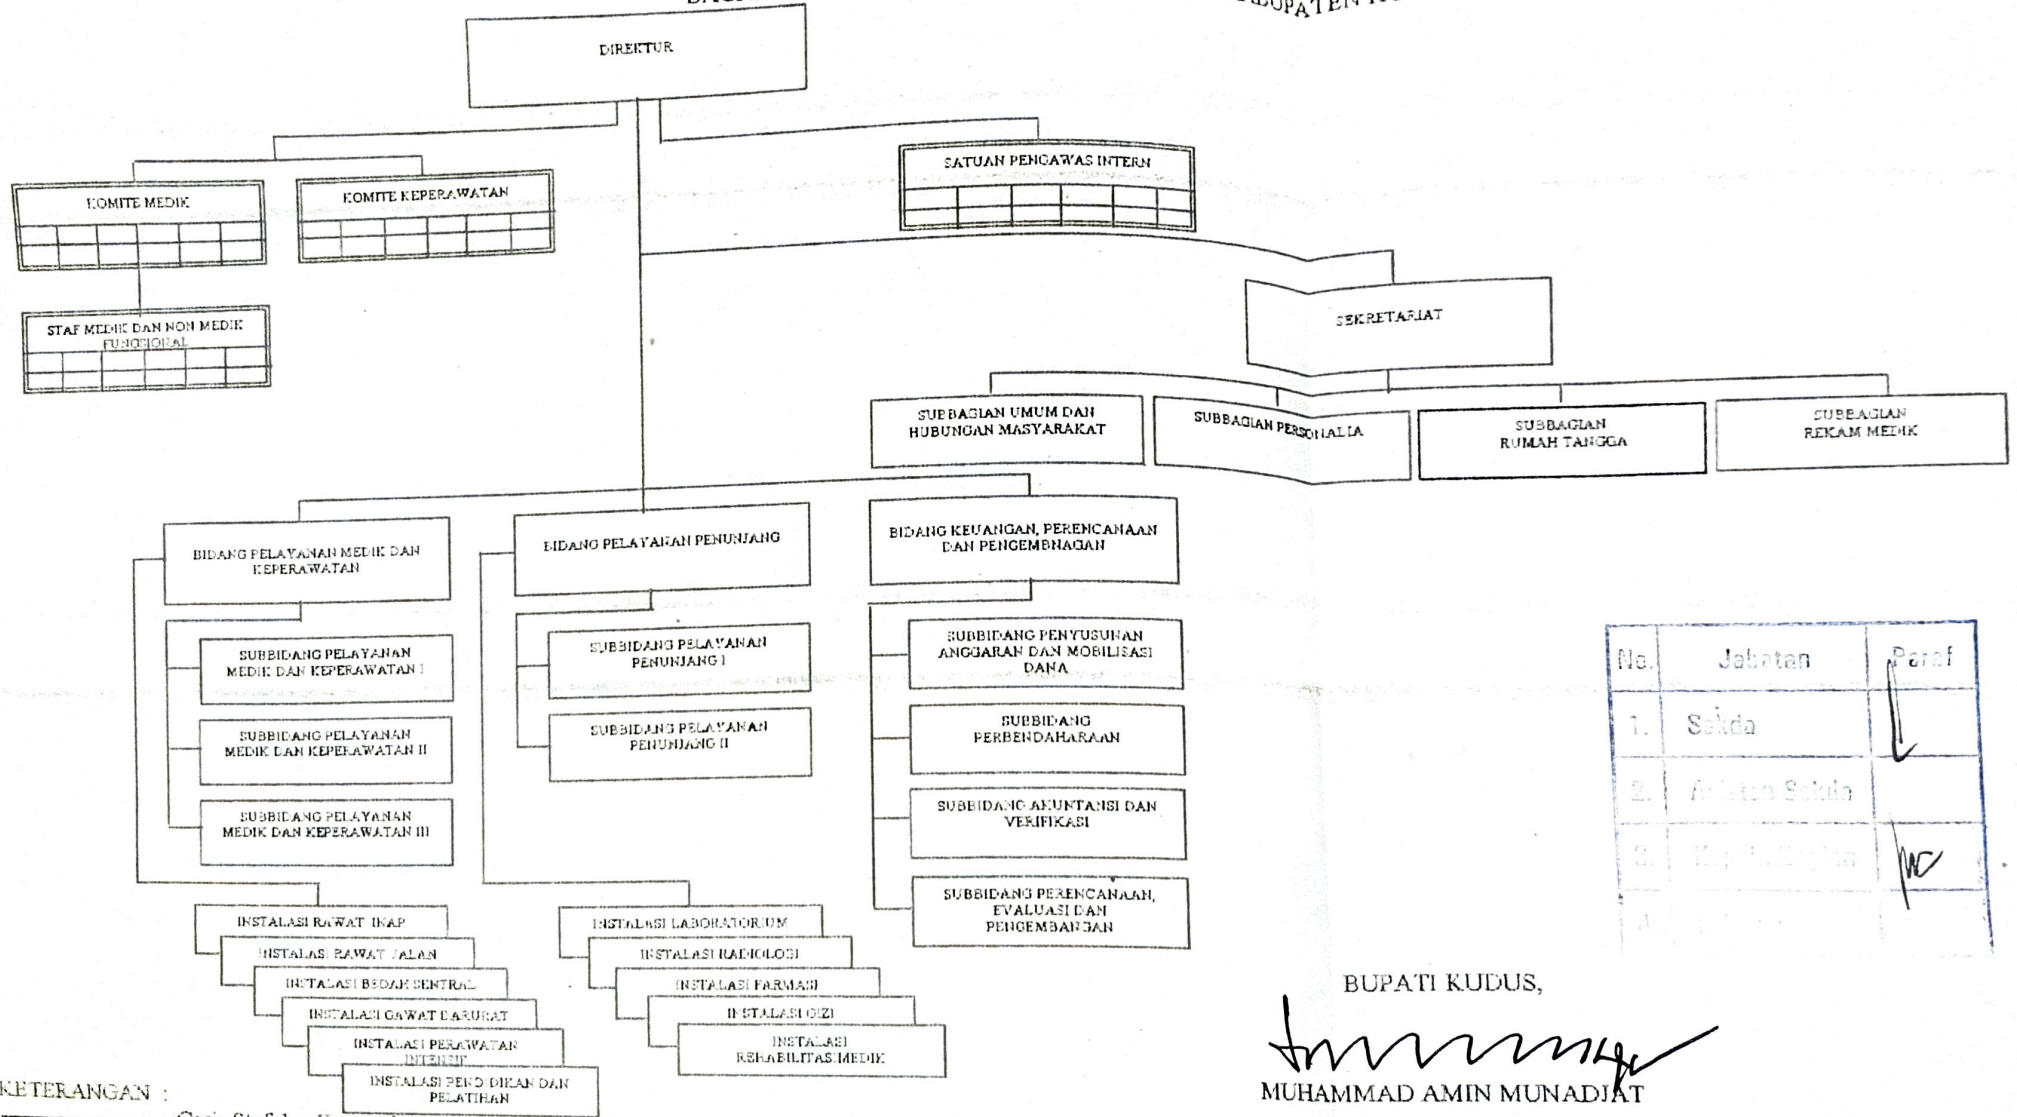 DIREKTUR
SATUAN PENGAWAS INTERN
KOMITE MEDIK
KOMITE KEPERAWATAN
STAF MEDIK DAN NON MEDIK
FUNGSIONAL
SEKRETARIAT
SUBBAGIAN UMUM DAN
HUBUNGAN MASYARAKAT
SUBBAGIAN PERSONALIA
SUBBAGIAN
RUMAH TANGGA
SUBBAGIAN
REKAM MEDIK
BIDANG PELAYANAN MEDIK DAN
KEPERAWATAN
BIDANG PELAYANAN PENUNJANG
BIDANG KEUANGAN, PERENCANAAN
DAN PENGEMBNAGAN
SUBBIDANG PELAYANAN
MEDIK DAN KEPERAWATAN I
SUBBIDANG PELAYANAN
MEDIK DAN KEPERAWATAN II
SUBBIDANG PELAYANAN
MEDIK DAN KEPERAWATAN III
SUBBIDANG PELAYANAN
PENUNJANG I
SUBBIDANG PELAYANAN
PENUNJANG II
SUBBIDANG PENYUSUNAN
ANGGARAN DAN MOBILISASI
DANA
SUBBIDANG
PERBENDAHARAAN
SUBBIDANG AKUNTANSI DAN
VERIFIKASI
SUBBIDANG PERENCANAAN,
EVALUASI DAN
PENGEMBANGAN
INSTALASI RAWAT INAP
INSTALASI RAWAT JALAN
INSTALASI BEDAH SENTRAL
INSTALASI GAWAT DARURAT
INSTALASI PERAWATAN
INTENSIF
INSTALASI PENDIDIKAN DAN
PELATIHAN
INSTALASI LABORATORIUM
INSTALASI RADIOLOGI
INSTALASI FARMASI
INSTALASI GIZI
INSTALASI
REHABILITASI MEDIK
No. Jabatan Paraf
1. Sekda
2. Asisten Sekda
3. Kepala Bagian
4.
BUPATI KUDUS,
MUHAMMAD AMIN MUNADJAT
KETERANGAN :